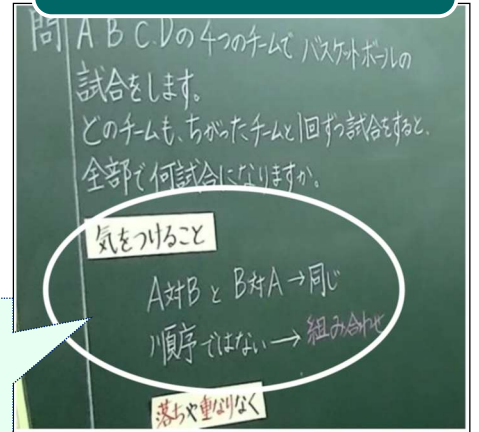 問 A B C.Dの4つのチームで バスケットボールの
試合をします。
どのチームも、ちがったチームと1回ずつ試合をすると、
全部で何試合になりますか。
気をつけること
A対B と B対A→同じ
順序ではない→組み合わせ
落ちや重なりなく